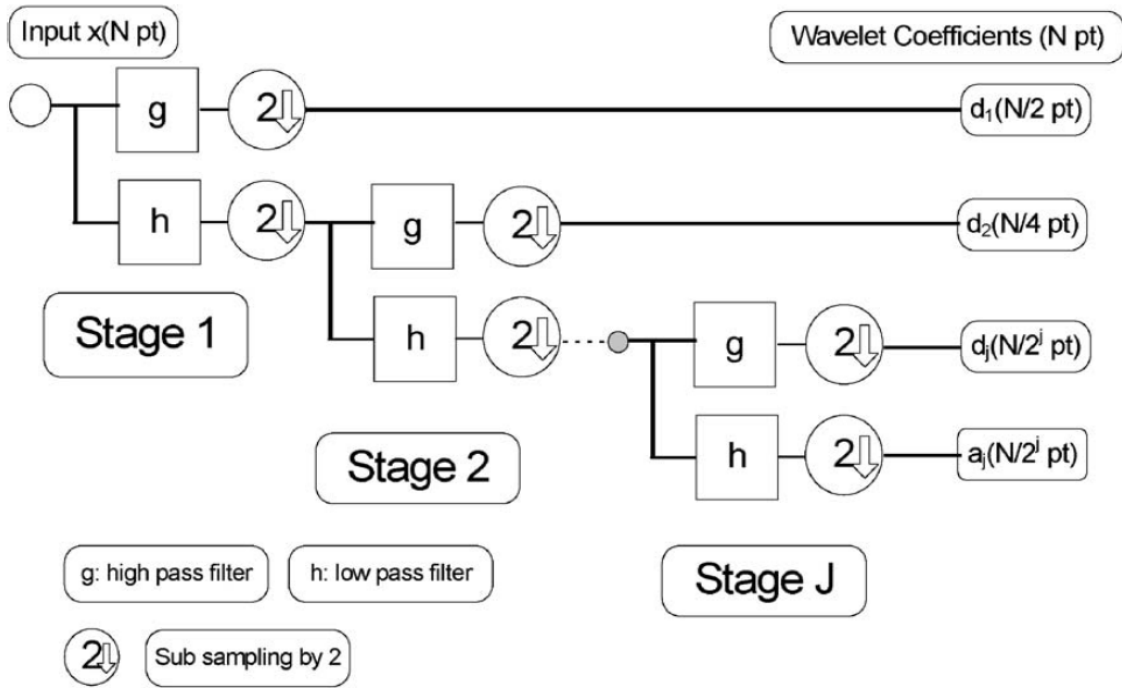 Input x(N pt)
Wavelet Coefficients (N pt)
g
2
d₁(N/2 pt)
h
2
g
2
d₂(N/4 pt)
Stage 1
h
2
g
2
dⱼ(N/2ʲ pt)
Stage 2
h
2
aⱼ(N/2ʲ pt)
g: high pass filter
h: low pass filter
Stage J
2
Sub sampling by 2